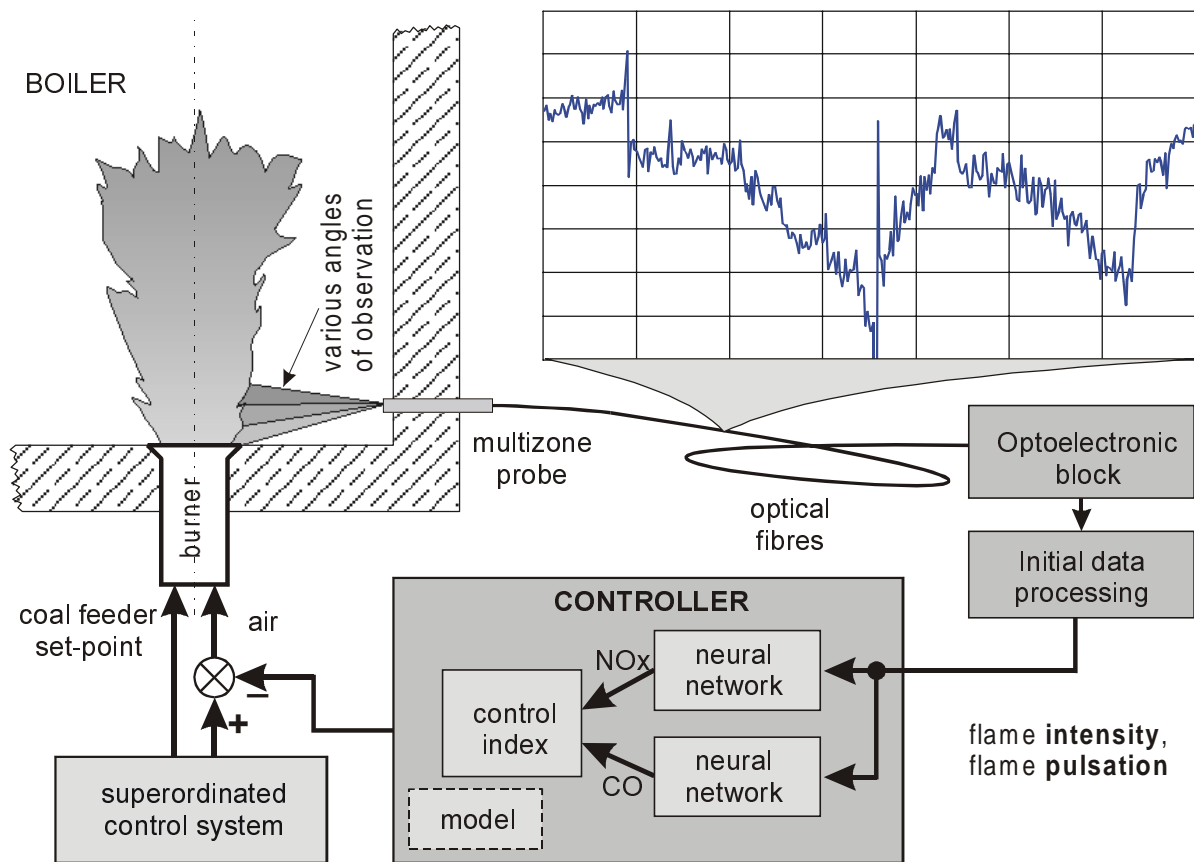 BOILER
various angles
of observation
multizone
probe
optical
fibres
Optoelectronic
block
Initial data
processing
burner
coal feeder
set-point
air
CONTROLLER
NOx
neural
network
control
index
CO
neural
network
model
flame intensity,
flame pulsation
−
+
superordinated
control system